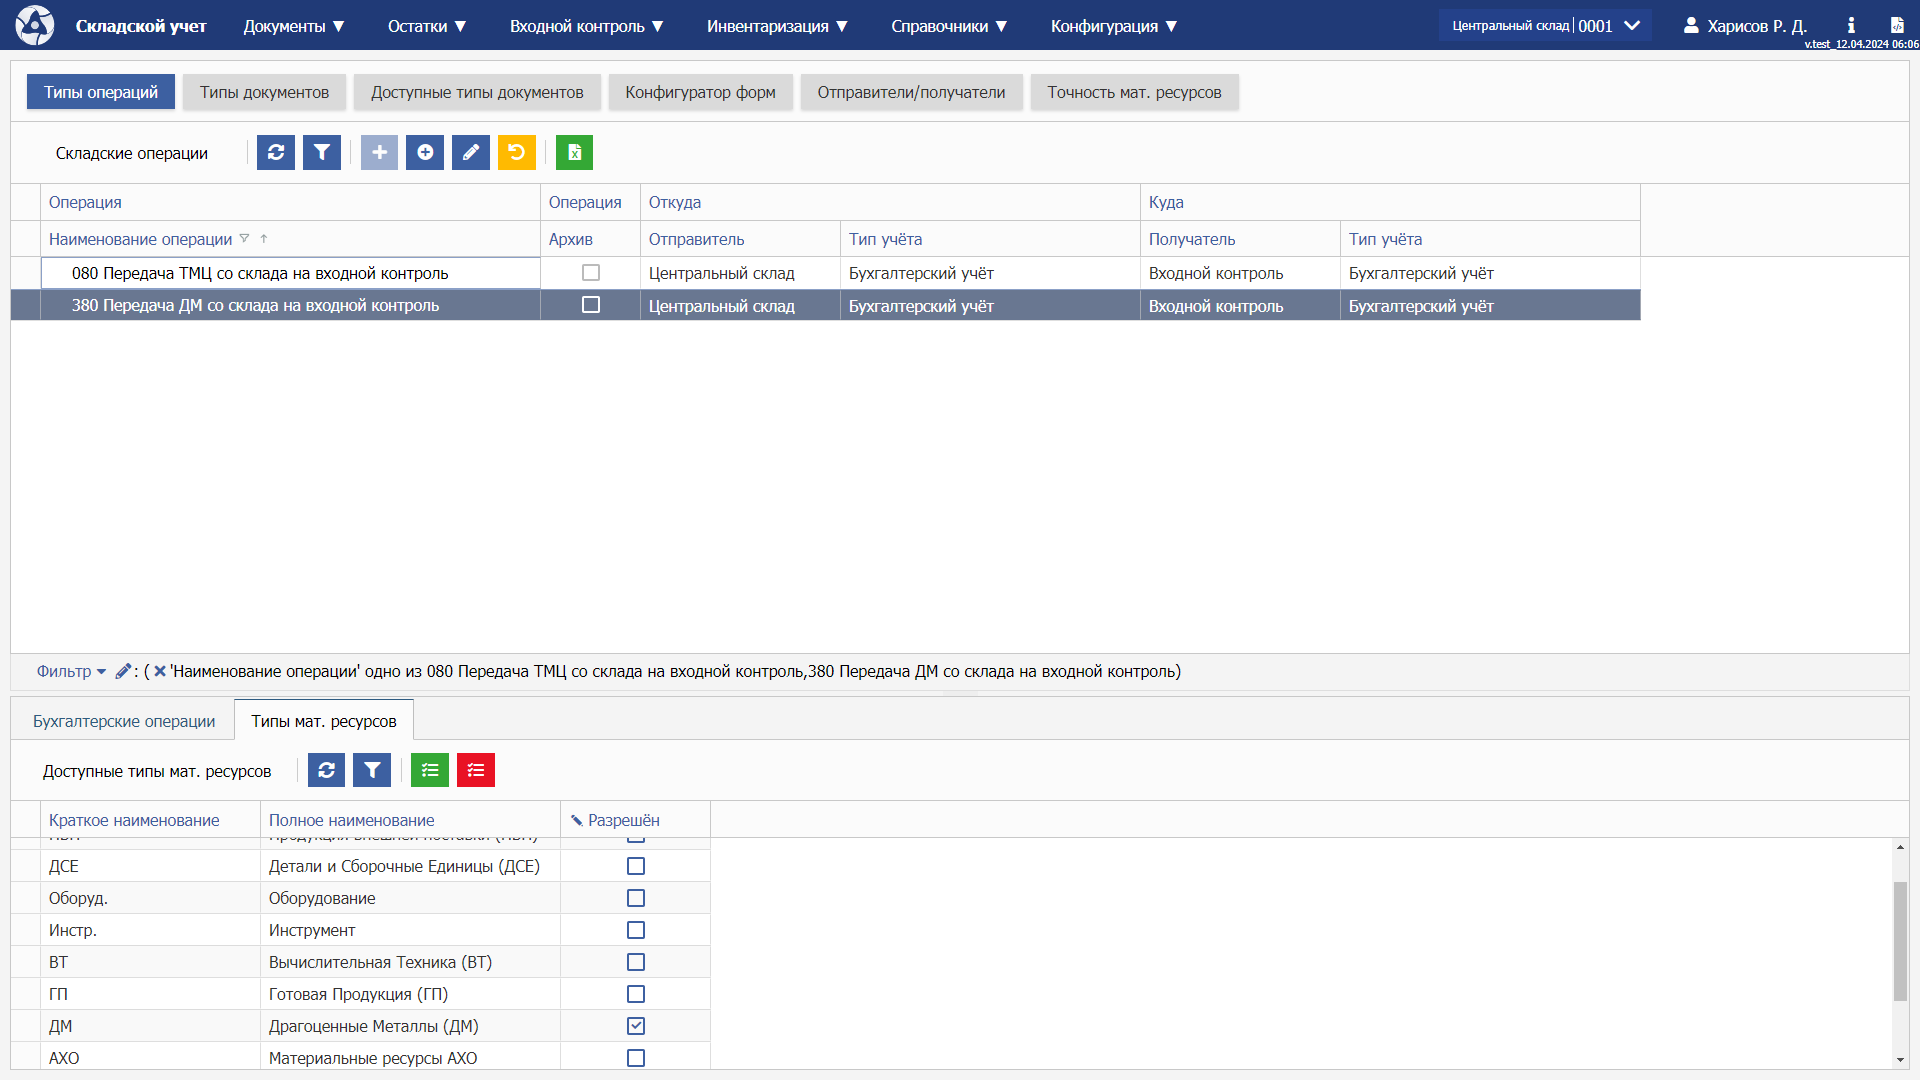 Складской учет Документы ▼ Остатки ▼ Входной контроль ▼ Инвентаризация ▼ Справочники ▼ Конфигурация ▼ Центральный склад | 0001 Харисов Р. Д.
v.test_12.04.2024 06:06
Типы операций Типы документов Доступные типы документов Конфигуратор форм Отправители/получатели Точность мат. ресурсов
Складские операции
Операция Операция Откуда Куда
Наименование операции Архив Отправитель Тип учёта Получатель Тип учёта
080 Передача ТМЦ со склада на входной контроль Центральный склад Бухгалтерский учёт Входной контроль Бухгалтерский учёт
380 Передача ДМ со склада на входной контроль Центральный склад Бухгалтерский учёт Входной контроль Бухгалтерский учёт
Фильтр : ( 'Наименование операции' одно из 080 Передача ТМЦ со склада на входной контроль,380 Передача ДМ со склада на входной контроль)
Бухгалтерские операции Типы мат. ресурсов
Доступные типы мат. ресурсов
Краткое наименование Полное наименование Разрешён
ДСЕ Детали и Сборочные Единицы (ДСЕ)
Оборуд. Оборудование
Инстр. Инструмент
ВТ Вычислительная Техника (ВТ)
ГП Готовая Продукция (ГП)
ДМ Драгоценные Металлы (ДМ)
АХО Материальные ресурсы АХО